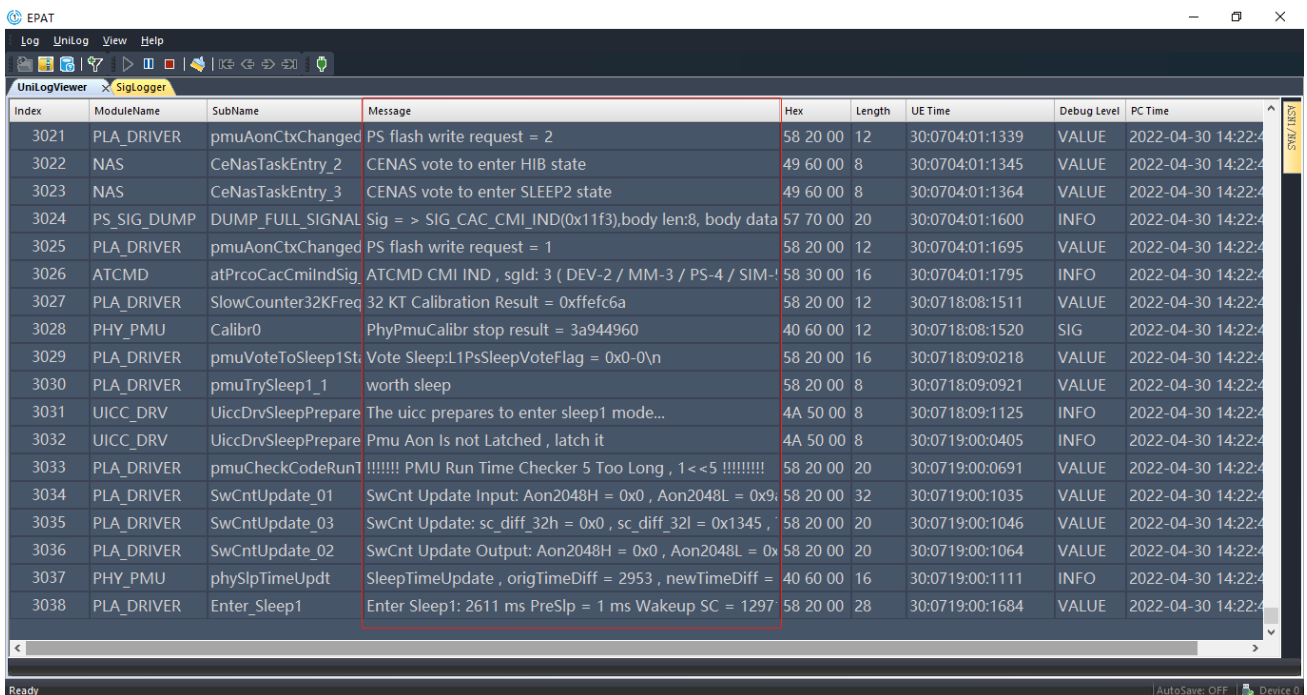 EPAT
Log UniLog View Help
UniLogViewer SigLogger
Index ModuleName SubName Message Hex Length UE Time Debug Level PC Time
3021 PLA_DRIVER pmuAonCtxChanged PS flash write request = 2 58 20 00 12 30:0704:01:1339 VALUE 2022-04-30 14:22:4
3022 NAS CeNasTaskEntry_2 CENAS vote to enter HIB state 49 60 00 8 30:0704:01:1345 VALUE 2022-04-30 14:22:4
3023 NAS CeNasTaskEntry_3 CENAS vote to enter SLEEP2 state 49 60 00 8 30:0704:01:1364 VALUE 2022-04-30 14:22:4
3024 PS_SIG_DUMP DUMP_FULL_SIGNAL Sig = > SIG_CAC_CMI_IND(0x11f3),body len:8, body data 57 70 00 20 30:0704:01:1600 INFO 2022-04-30 14:22:4
3025 PLA_DRIVER pmuAonCtxChanged PS flash write request = 1 58 20 00 12 30:0704:01:1695 VALUE 2022-04-30 14:22:4
3026 ATCMD atPrcoCacCmiIndSig_ ATCMD CMI IND , sgId: 3 ( DEV-2 / MM-3 / PS-4 / SIM- 58 30 00 16 30:0704:01:1795 INFO 2022-04-30 14:22:4
3027 PLA_DRIVER SlowCounter32KFreq 32 KT Calibration Result = 0xffefc6a 58 20 00 12 30:0718:08:1511 VALUE 2022-04-30 14:22:4
3028 PHY_PMU Calibr0 PhyPmuCalibr stop result = 3a944960 40 60 00 12 30:0718:08:1520 SIG 2022-04-30 14:22:4
3029 PLA_DRIVER pmuVoteToSleep1Sta Vote Sleep:L1PsSleepVoteFlag = 0x0-0\n 58 20 00 16 30:0718:09:0218 VALUE 2022-04-30 14:22:4
3030 PLA_DRIVER pmuTrySleep1_1 worth sleep 58 20 00 8 30:0718:09:0921 VALUE 2022-04-30 14:22:4
3031 UICC_DRV UiccDrvSleepPrepare The uicc prepares to enter sleep1 mode... 4A 50 00 8 30:0718:09:1125 INFO 2022-04-30 14:22:4
3032 UICC_DRV UiccDrvSleepPrepare Pmu Aon Is not Latched , latch it 4A 50 00 8 30:0719:00:0405 INFO 2022-04-30 14:22:4
3033 PLA_DRIVER pmuCheckCodeRunT !!!!!!! PMU Run Time Checker 5 Too Long , 1<<5 !!!!!!!!! 58 20 00 20 30:0719:00:0691 VALUE 2022-04-30 14:22:4
3034 PLA_DRIVER SwCntUpdate_01 SwCnt Update Input: Aon2048H = 0x0 , Aon2048L = 0x9 58 20 00 32 30:0719:00:1035 VALUE 2022-04-30 14:22:4
3035 PLA_DRIVER SwCntUpdate_03 SwCnt Update: sc_diff_32h = 0x0 , sc_diff_32l = 0x1345 , 58 20 00 20 30:0719:00:1046 VALUE 2022-04-30 14:22:4
3036 PLA_DRIVER SwCntUpdate_02 SwCnt Update Output: Aon2048H = 0x0 , Aon2048L = 0x 58 20 00 20 30:0719:00:1064 VALUE 2022-04-30 14:22:4
3037 PHY_PMU phySlpTimeUpdt SleepTimeUpdate , origTimeDiff = 2953 , newTimeDiff = 40 60 00 16 30:0719:00:1111 INFO 2022-04-30 14:22:4
3038 PLA_DRIVER Enter_Sleep1 Enter Sleep1: 2611 ms PreSlp = 1 ms Wakeup SC = 1297 58 20 00 28 30:0719:00:1684 VALUE 2022-04-30 14:22:4
ASN1/NAS
Ready AutoSave: OFF Device 0